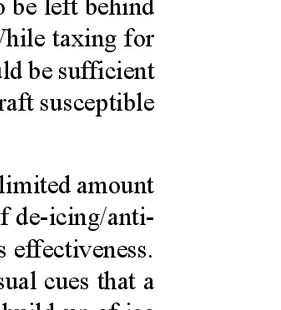 to be left behind
While taxing for
uld be sufficient
raft susceptible
limited amount
f de-icing/anti-
s effectiveness.
sual cues that a
build-up of ice